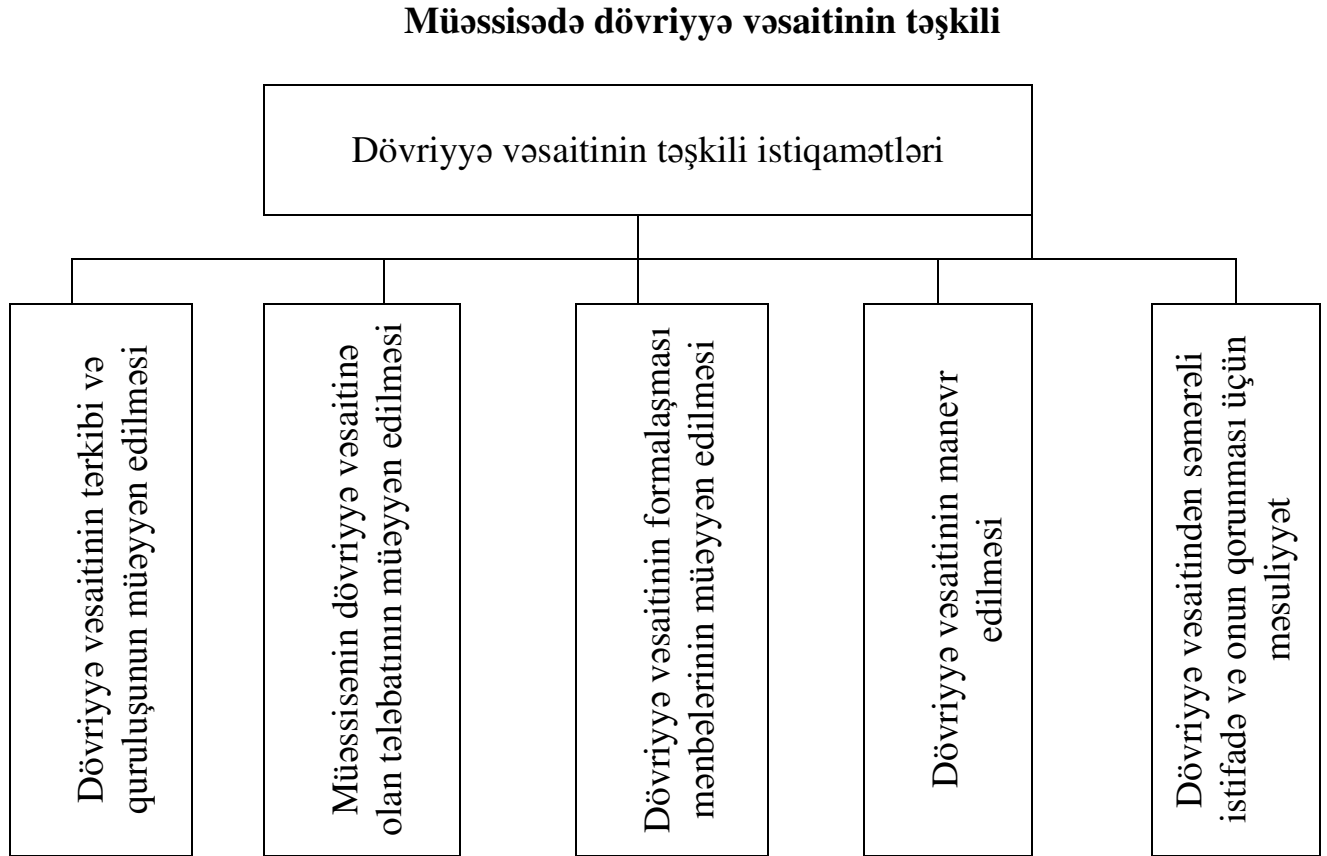 Müəssisədə dövriyyə vəsaitinin təşkili
Dövriyyə vəsaitinin təşkili istiqamətləri
Dövriyyə vəsaitinin tərkibi və
quruluşunun müəyyən edilməsi
Müəssisənin dövriyyə vəsaitinə
olan tələbatının müəyyən edilməsi
Dövriyyə vəsaitinin formalaşması
mənbələrinin müəyyən edilməsi
Dövriyyə vəsaitinin manevr
edilməsi
Dövriyyə vəsaitindən səmərəli
istifadə və onun qorunması üçün
məsuliyyət